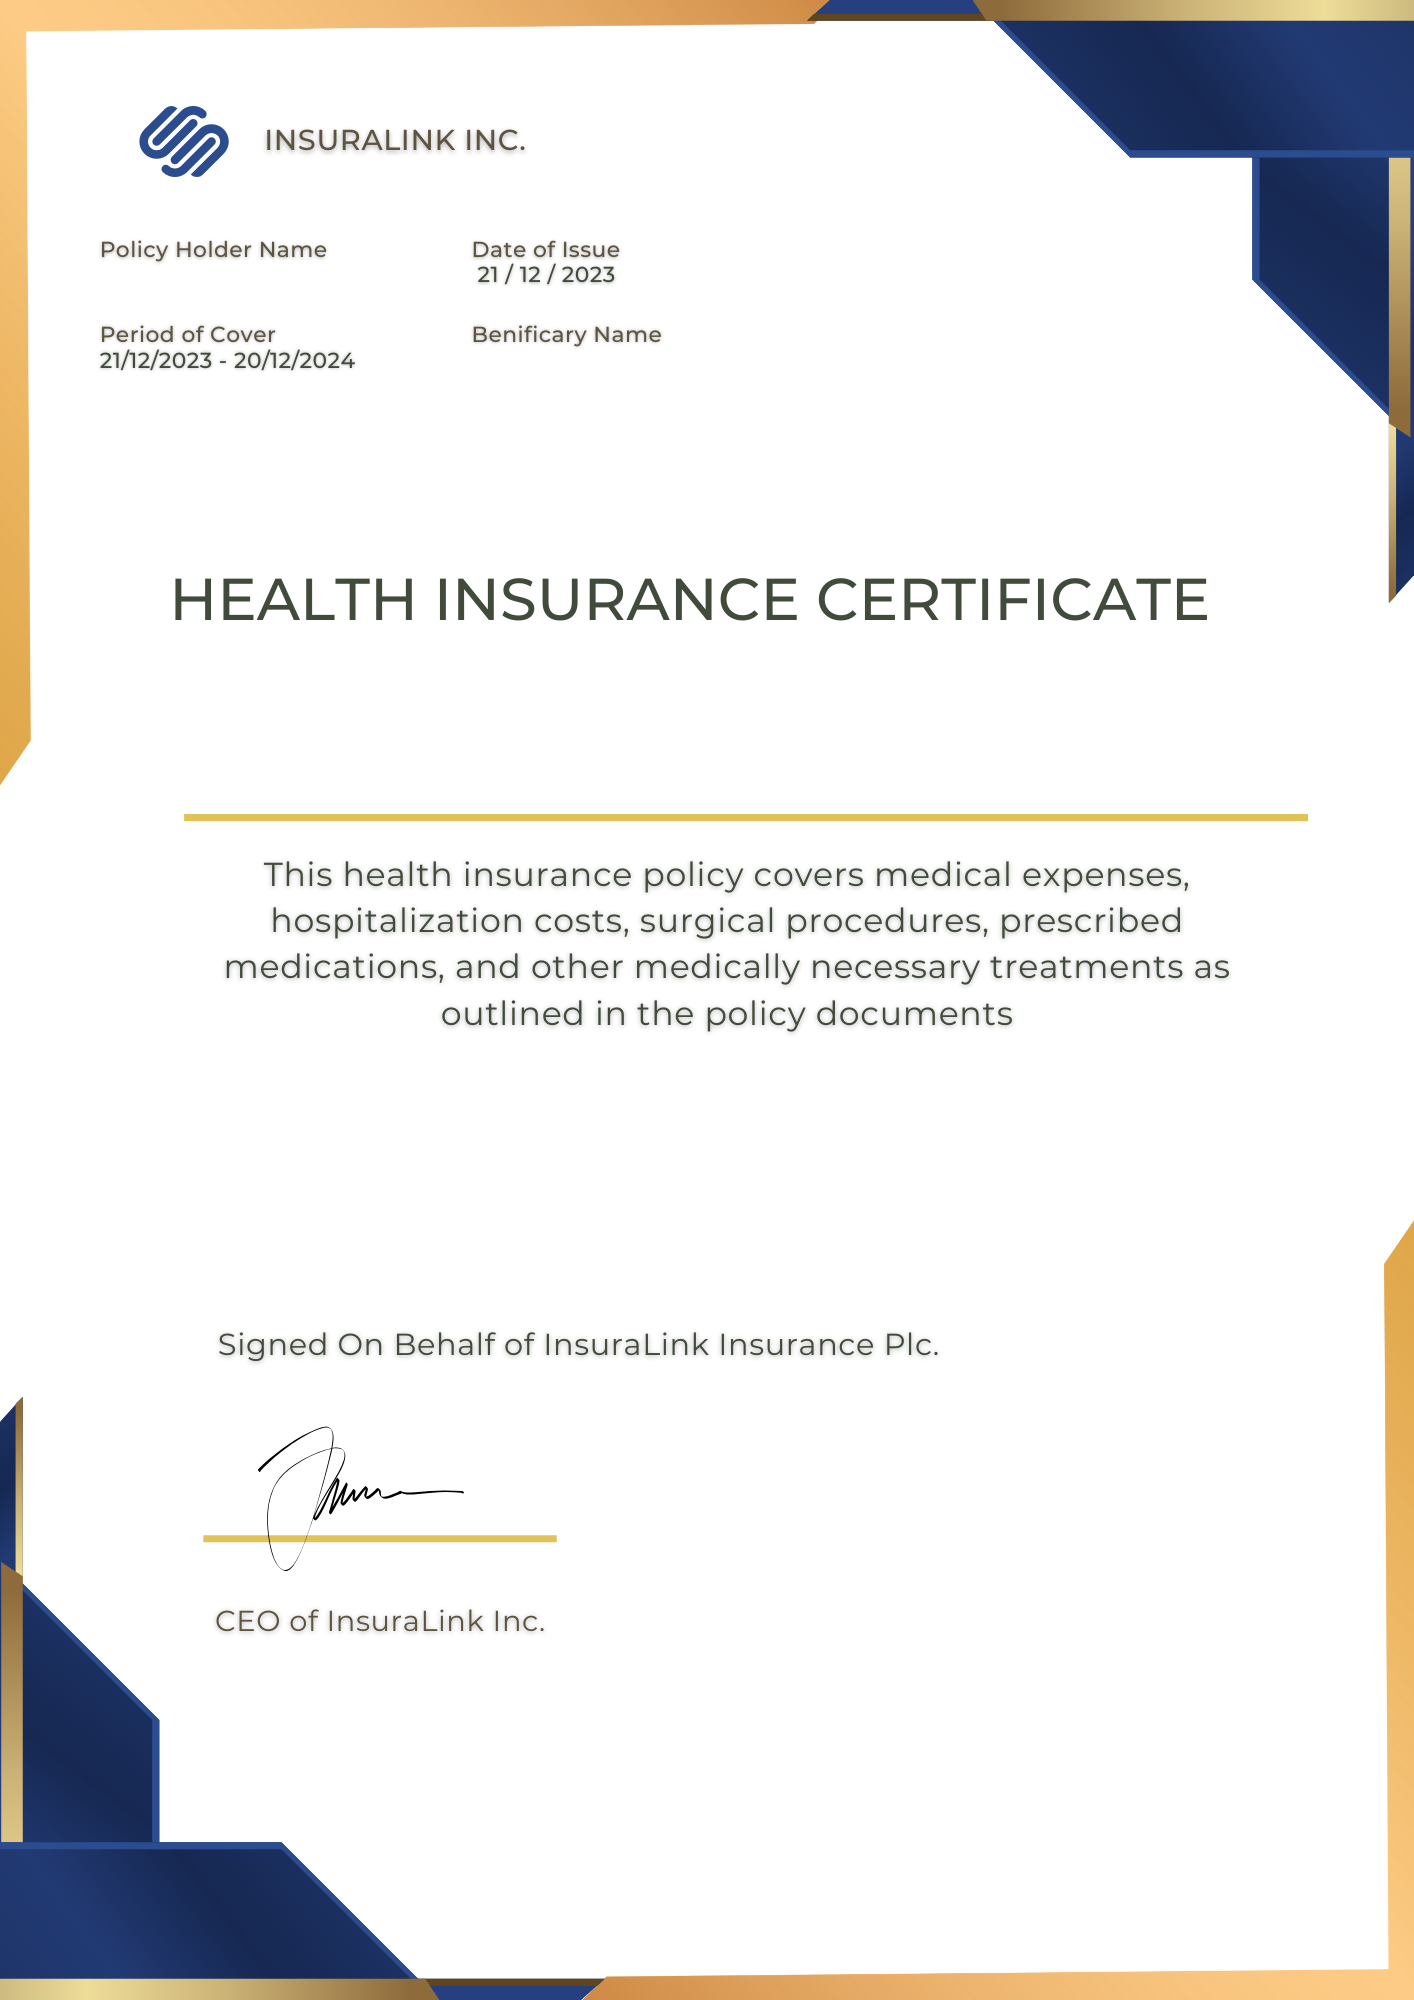 INSURALINK INC.
Policy Holder Name
Date of Issue
21 / 12 / 2023
Period of Cover
21/12/2023 - 20/12/2024
Benificary Name
HEALTH INSURANCE CERTIFICATE
This health insurance policy covers medical expenses,
hospitalization costs, surgical procedures, prescribed
medications, and other medically necessary treatments as
outlined in the policy documents
Signed On Behalf of InsuraLink Insurance Plc.
CEO of InsuraLink Inc.